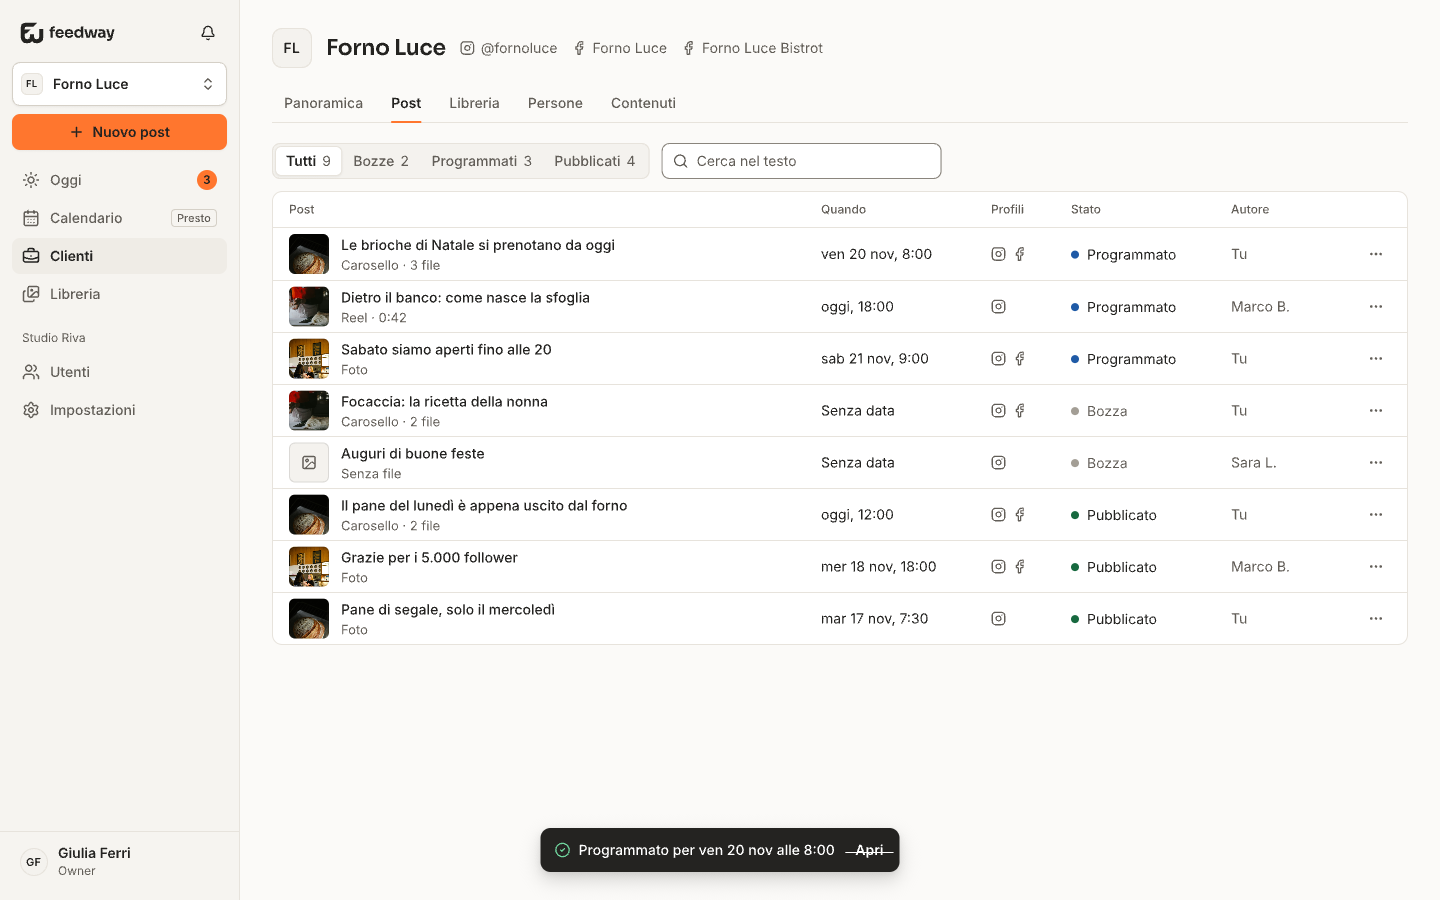 feedway
FL Forno Luce
+ Nuovo post
Oggi 3
Calendario Presto
Clienti
Libreria
Studio Riva
Utenti
Impostazioni
GF Giulia Ferri
Owner
FL Forno Luce @fornoluce Forno Luce Forno Luce Bistrot
Panoramica Post Libreria Persone Contenuti
Tutti 9 Bozze 2 Programmati 3 Pubblicati 4 Cerca nel testo
Post Quando Profili Stato Autore
Le brioche di Natale si prenotano da oggi
Carosello · 3 file
ven 20 nov, 8:00 Programmato Tu
Dietro il banco: come nasce la sfoglia
Reel · 0:42
oggi, 18:00 Programmato Marco B.
Sabato siamo aperti fino alle 20
Foto
sab 21 nov, 9:00 Programmato Tu
Focaccia: la ricetta della nonna
Carosello · 2 file
Senza data Bozza Tu
Auguri di buone feste
Senza file
Senza data Bozza Sara L.
Il pane del lunedì è appena uscito dal forno
Carosello · 2 file
oggi, 12:00 Pubblicato Tu
Grazie per i 5.000 follower
Foto
mer 18 nov, 18:00 Pubblicato Marco B.
Pane di segale, solo il mercoledì
Foto
mar 17 nov, 7:30 Pubblicato Tu
Programmato per ven 20 nov alle 8:00 Apri